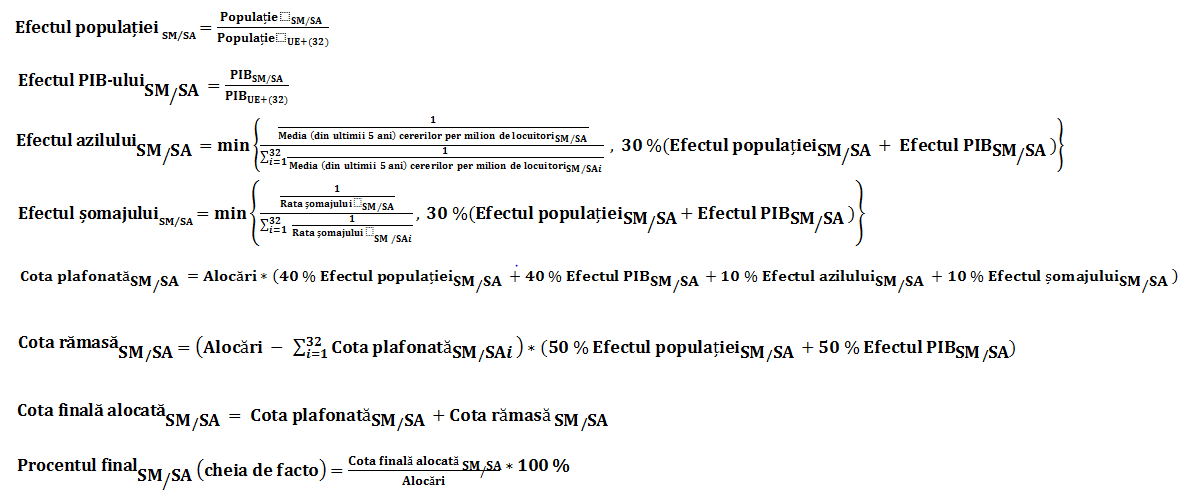 Efectul populației SM/SA = Populație SM/SA / Populație UE+(32)
Efectul PIB-ului SM/SA = PIB SM/SA / PIB UE+(32)
Efectul azilului SM/SA = min { (1 / Media (din ultimii 5 ani) cererilor per milion de locuitori SM/SA) / (∑_{i=1}^{32} 1 / Media (din ultimii 5 ani) cererilor per milion de locuitori SM/SAi) , 30 %(Efectul populației SM/SA + Efectul PIB SM/SA ) }
Efectul șomajului SM/SA = min { (1 / Rata șomajului SM/SA) / (∑_{i=1}^{32} 1 / Rata șomajului SM /SAi) , 30 %(Efectul populației SM/SA + Efectul PIB SM/SA ) }
Cota plafonată SM/SA = Alocări ∗ (40 % Efectul populației SM/SA + 40 % Efectul PIB SM/SA + 10 % Efectul azilului SM/SA + 10 % Efectul șomajului SM/SA )
Cota rămasă SM/SA = (Alocări − ∑_{i=1}^{32} Cota plafonată SM/SAi ) ∗ (50 % Efectul populației SM/SA + 50 % Efectul PIB SM/SA)
Cota finală alocată SM/SA = Cota plafonată SM/SA + Cota rămasă SM/SA
Procentul final SM/SA (cheia de facto) = Cota finală alocată SM/SA / Alocări ∗ 100 %